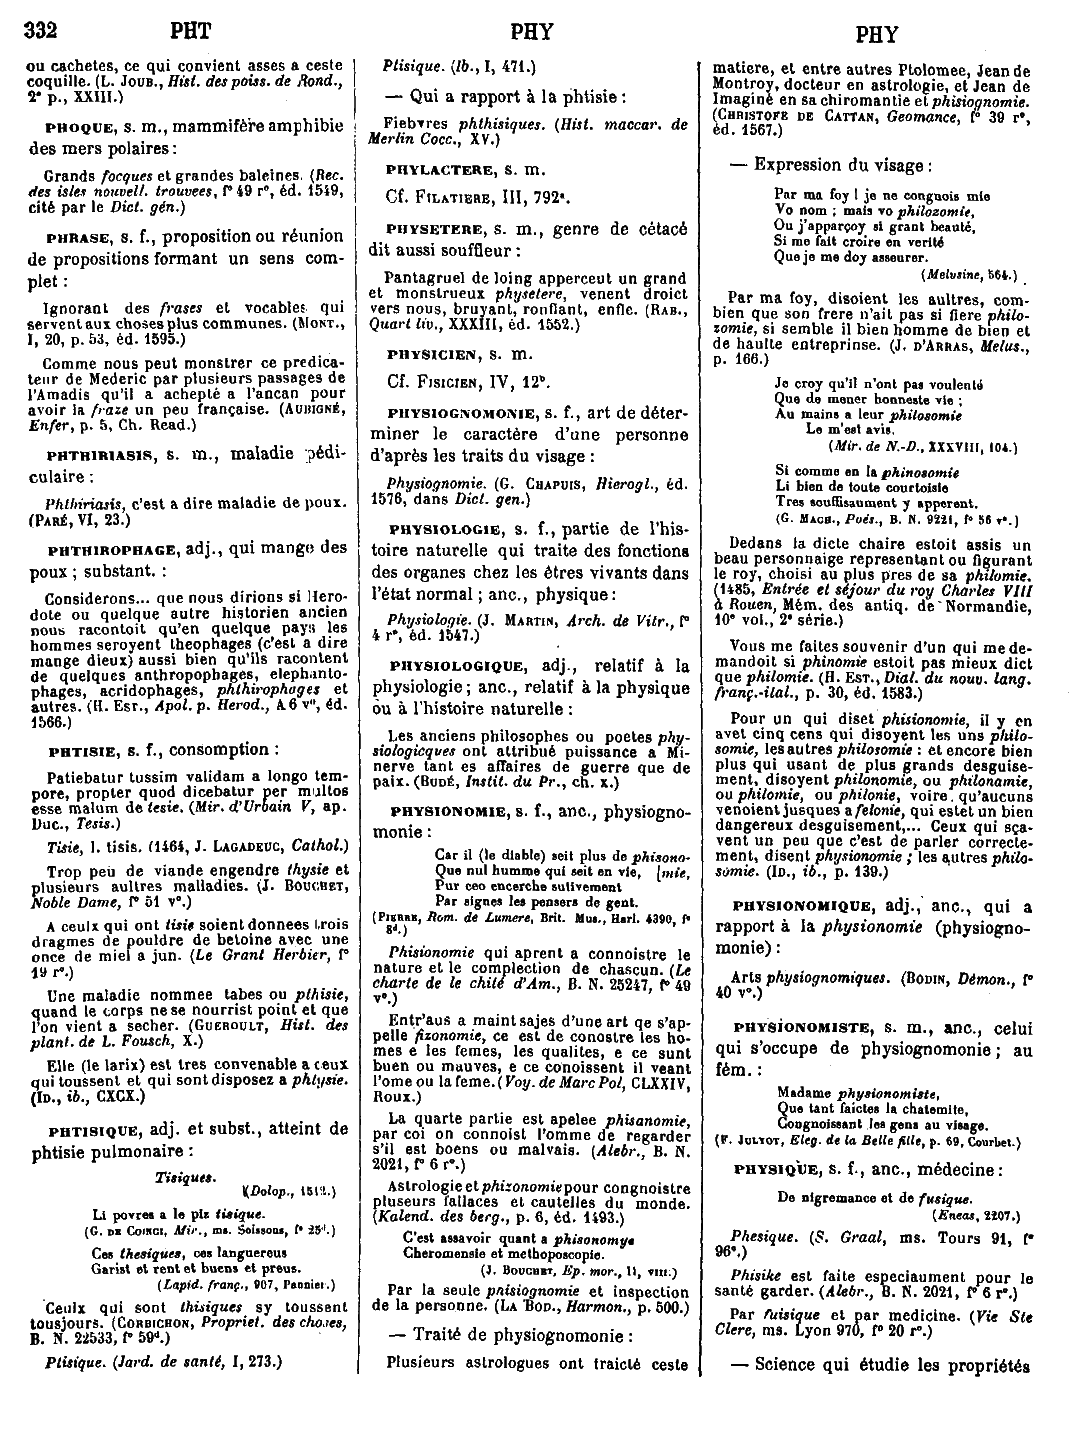 332 PHT PHY PHY
ou cachetes, ce qui convient asses a ceste
coquille. (L. JOUB., Hist. des poiss. de Rond.,
2e p., XXIII.)
PHOQUE, s. m., mammifère amphibie
des mers polaires :
Grands focques et grandes baleines. (Rec.
des isles nouvell. trouvees, fº 49 rº, éd. 1549,
cité par le Dict. gén.)
PHRASE, s. f., proposition ou réunion
de propositions formant un sens com-
plet :
Ignorant des frases et vocables qui
servent aux choses plus communes. (MONT.,
I, 20, p. 53, éd. 1595.)
Comme nous peut monstrer ce predica-
teur de Mederic par plusieurs passages de
l'Amadis qu'il a achepté a l'ancan pour
avoir la fraze un peu française. (AUBIGNÉ,
Enfer, p. 5, Ch. Read.)
PHTHIRIASIS, s. m., maladie pédi-
culaire :
Phthiriasis, c'est a dire maladie de poux.
(PARÉ, VI, 23.)
PHTHIROPHAGE, adj., qui mange des
poux ; substant. :
Considerons... que nous dirions si Hero-
dote ou quelque autre historien ancien
nous racontoit qu'en quelque pays les
hommes seroyent theophages (c'est a dire
mange dieux) aussi bien qu'ils racontent
de quelques anthropophages, elephanto-
phages, acridophages, phthirophages et
autres. (H. EST., Apol. p. Herod., A 6 vº, éd.
1566.)
PHTISIE, s. f., consomption :
Patiebatur tussim validam a longo tem-
pore, propter quod dicebatur per multos
esse malum de tesie. (Mir. d'Urbain V, ap.
Duc., Tesis.)
Tisie, l. tisis. (1464, J. LAGADEUC, Cathol.)
Trop peu de viande engendre thysie et
plusieurs aultres malladies. (J. BOUCHET,
Noble Dame, fº 51 vº.)
A ceulx qui ont tisie soient donnees trois
dragmes de pouldre de betoine avec une
once de miel a jun. (Le Grant Herbier, fº
19 rº.)
Une maladie nommee tabes ou pthisie,
quand le corps ne se nourrist point et que
l'on vient a secher. (GUEROULT, Hist. des
plant. de L. Fousch, X.)
Elle (le larix) est tres convenable a ceux
qui toussent et qui sont disposez a phtysie.
(ID., ib., CXCX.)
PHTISIQUE, adj. et subst., atteint de
phtisie pulmonaire :
Tisiques.
(Dolop., .)
Li povres a le piz tisique.
(G. DE COINCI, Mir., ms. Soissons, fº 25d.)
Ces thesiques, ces languereus
Garist et rent et buens et preus.
(Lapid. franç., 907, Pannier.)
Ceulx qui sont thisiques sy toussent
tousjours. (CORBICHON, Propriet. des choses,
B. N. 22533, fº 59d.)
Ptisique. (Jard. de santé, I, 273.)
Ptisique. (Ib., I, 471.)
— Qui a rapport à la phtisie :
Fiebvres phthisiques. (Hist. maccar. de
Merlin Cocc., XV.)
PHYLACTERE, s. m.
Cf. FILATIERE, III, 792a.
PHYSETERE, s. m., genre de cétacé
dit aussi souffleur :
Pantagruel de loing apperceut un grand
et monstrueux physetere, venent droict
vers nous, bruyant, ronflant, enfle. (RAB.,
Quart liv., XXXIII, éd. 1552.)
PHYSICIEN, s. m.
Cf. FISICIEN, IV, 12b.
PHYSIOGNOMONIE, s. f., art de déter-
miner le caractère d'une personne
d'après les traits du visage :
Physiognomie. (G. CHAPUIS, Hierogl., éd.
1576, dans Dict. gen.)
PHYSIOLOGIE, s. f., partie de l'his-
toire naturelle qui traite des fonctions
des organes chez les êtres vivants dans
l'état normal ; anc., physique :
Physiologie. (J. MARTIN, Arch. de Vitr., fº
4 rº, éd. 1547.)
PHYSIOLOGIQUE, adj., relatif à la
physiologie ; anc., relatif à la physique
ou à l'histoire naturelle :
Les anciens philosophes ou poetes phy-
siologicques ont attribué puissance a Mi-
nerve tant es affaires de guerre que de
paix. (BUDÉ, Instit. du Pr., ch. X.)
PHYSIONOMIE, s. f., anc., physiogno-
monie :
Car il (le diable) seit plus de phisono-
Que nul humme qui seit en vie, [mie,
Pur ceo encerche sutivement
Par signes les pensers de gent.
(PIERRE, Rom. de Lumere, Brit. Mus., Harl. 4390, fº
8d.)
Phisionomie qui aprent a connoistre le
nature et le complection de chascun. (Le
charte de le chité d'Am., B. N. 25247, fº 49
vº.)
Entr'aus a maint sajes d'une art qe s'ap-
pelle fizonomie, ce est de conostre les ho-
mes e les femes, les qualites, e ce sunt
buen ou mauves, e ce conoissent il veant
l'ome ou la feme. (Voy. de Marc Pol, CLXXIV,
Roux.)
La quarte partie est apelee phisanomie,
par coi on connoist l'omme de regarder
s'il est boens ou malvais. (Alebr., B. N.
2021, fº 6 rº.)
Astrologie et phizonomie pour congnoistre
pluseurs fallaces et cautelles du monde.
(Kalend. des berg., p. 6, éd. 1493.)
C'est assavoir quant a phisonomye
Cheromensie et methoposcopie.
(J. BOUCHET, Ep. mor., II, VIII.)
Par la seule phisiognomie et inspection
de la personne. (LA BOD., Harmon., p. 500.)
— Traité de physiognomonie :
Plusieurs astrologues ont traicté ceste
matiere, et entre autres Ptolomee, Jean de
Montroy, docteur en astrologie, et Jean de
Imagine en sa chiromantie et phisiognomie.
(CHRISTOFE DE CATTAN, Geomance, fº 39 rº,
éd. 1567.)
— Expression du visage :
Par ma foy ! je ne congnois mie
Vo nom ; mais vo philozomie,
Ou j'apparçoy si grant beauté,
Si me fait croire en verité
Que je me doy asseurer.
(Melusine, 564.)
Par ma foy, disoient les aultres, com-
bien que son frere n'ait pas si fiere philo-
zomie, si semble il bien homme de bien et
de haulte entreprinse. (J. D'ARRAS, Melus.,
p. 166.)
Je croy qu'il n'ont pas voulenté
Que de mener honneste vie ;
Au mains a leur philosomie
Le m'est avis.
(Mir. de N.-D., XXXVIII, 104.)
Si comme en la phinosomie
Li bien de toute courtoisie
Tres souffisaument y apperent.
(G. MACH., Poés., B. N. 9221, fº 56 vº.)
Dedans la dicte chaire estoit assis un
beau personnaige representant ou figurant
le roy, choisi au plus pres de sa philomie.
(1485, Entrée et séjour du roy Charles VIII
à Rouen, Mém. des antiq. de Normandie,
10e vol., 2e série.)
Vous me faites souvenir d'un qui me de-
mandoit si phinomie estoit pas mieux dict
que philomie. (H. EST., Dial. du nouv. lang.
franç.-ital., p. 30, éd. 1583.)
Pour un qui diset phisionomie, il y en
avet cinq cens qui disoyent les uns philo-
somie, les autres philosomie : et encore bien
plus qui usant de plus grands desguise-
ment, disoyent philonomie, ou philonamie,
ou philomie, ou philonie, voire qu'aucuns
venoient jusques a felonie, qui estet un bien
dangereux desguisement,... Ceux qui sça-
vent un peu que c'est de parler correcte-
ment, disent physionomie ; les autres philo-
somie. (ID., ib., p. 139.)
PHYSIONOMIQUE, adj., anc., qui a
rapport à la physionomie (physiogno-
monie) :
Arts physiognomiques. (BODIN, Démon., fº
40 vº.)
PHYSIONOMISTE, s. m., anc., celui
qui s'occupe de physiognomonie ; au
fém. :
Madame physionomiste,
Que tant faictes la chatemite,
Congnoissant les gens au visage.
(F. JULYOT, Eleg. de la Belle fille, p. 69, Courbet.)
PHYSIQUE, s. f., anc., médecine :
De nigremance et de fusique.
(Eneas, 2207.)
Phesique. (S. Graal, ms. Tours 91, fº
96e.)
Phisike est faite especiaument pour le
santé garder. (Alebr., B. N. 2021, fº 6 rº.)
Par fuisique et par medicine. (Vie Ste
Clere, ms. Lyon 970, fº 20 rº.)
— Science qui étudie les propriétés